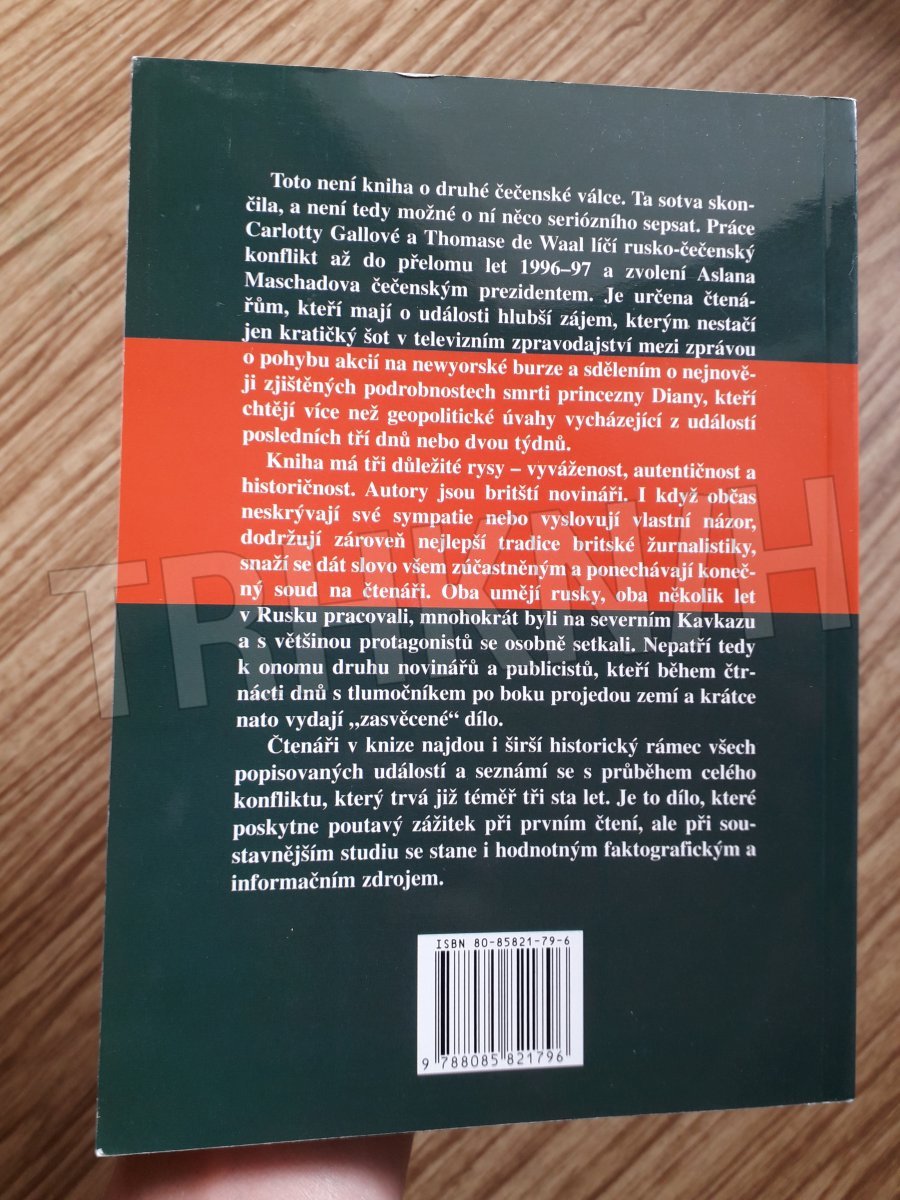 Toto není kniha o druhé čečenské válce. Ta sotva skon-
čila, a není tedy možné o ní něco seriózního sepsat. Práce
Carlotty Gallové a Thomase de Waal líčí rusko-čečenský
konflikt až do přelomu let 1996–97 a zvolení Aslana
Maschadova čečenským prezidentem. Je určena čtená-
řům, kteří mají o události hlubší zájem, kterým nestačí
jen kratičký šot v televizním zpravodajství mezi zprávou
o pohybu akcií na newyorské burze a sdělením o nejnově-
ji zjištěných podrobnostech smrti princezny Diany, kteří
chtějí více než geopolitické úvahy vycházející z událostí
posledních tří dnů nebo dvou týdnů.
Kniha má tři důležité rysy – vyváženost, autentičnost a
historičnost. Autory jsou britští novináři. I když občas
neskrývají své sympatie nebo vyslovují vlastní názor,
dodržují zároveň nejlepší tradice britské žurnalistiky,
snaží se dát slovo všem zúčastněným a ponechávají koneč-
ný soud na čtenáři. Oba umějí rusky, oba několik let
v Rusku pracovali, mnohokrát byli na severním Kavkazu
a s většinou protagonistů se osobně setkali. Nepatří tedy
k onomu druhu novinářů a publicistů, kteří během čtr-
nácti dnů s tlumočníkem po boku projedou zemí a krátce
nato vydají „zasvěcené“ dílo.
Čtenáři v knize najdou i širší historický rámec všech
popisovaných událostí a seznámí se s průběhem celého
konfliktu, který trvá již téměř tři sta let. Je to dílo, které
poskytne poutavý zážitek při prvním čtení, ale při sou-
stavnějším studiu se stane i hodnotným faktografickým a
informačním zdrojem.
ISBN 80-85821-79-6
9 788085 821796
TRHKNIH